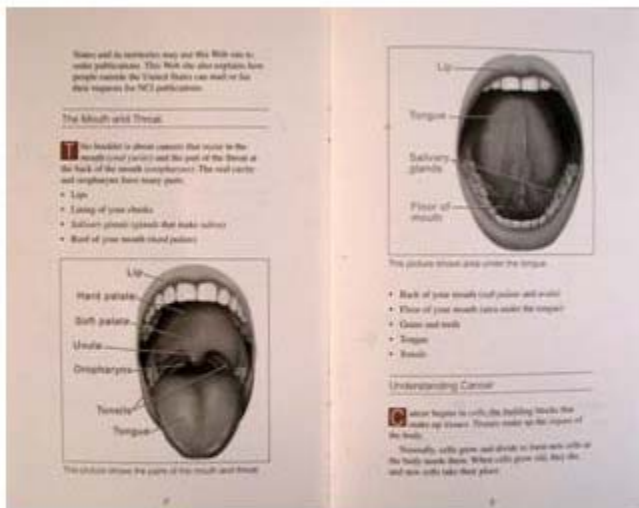 States and its territories may use this Web site to
order publications. This Web site also explains how
people outside the United States can mail or fax
their requests for NCI publications.
The Mouth and Throat
This booklet is about cancers that occur in the
mouth (oral cavity) and the part of the throat at
the back of the mouth (oropharynx). The oral cavity
and oropharynx have many parts:
• Lips
• Lining of your cheeks
• Salivary glands (glands that make saliva)
• Roof of your mouth (hard palate)
Lip
Hard palate
Soft palate
Uvula
Oropharynx
Tonsils
Tongue
This picture shows the parts of the mouth and throat.
Lip
Tongue
Salivary
glands
Floor of
mouth
This picture shows area under the tongue.
• Back of your mouth (soft palate and uvula)
• Floor of your mouth (area under the tongue)
• Gums and teeth
• Tongue
• Tonsils
Understanding Cancer
Cancer begins in cells, the building blocks that
make up tissues. Tissues make up the organs of
the body.
Normally, cells grow and divide to form new cells as
the body needs them. When cells grow old, they die,
and new cells take their place.